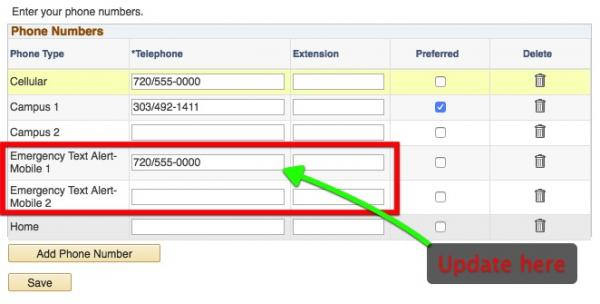 Enter your phone numbers.
Phone Numbers
Phone Type *Telephone Extension Preferred Delete
Cellular 720/555-0000
Campus 1 303/492-1411
Campus 2
Emergency Text Alert-
Mobile 1 720/555-0000
Emergency Text Alert-
Mobile 2
Home
Add Phone Number
Update here
Save